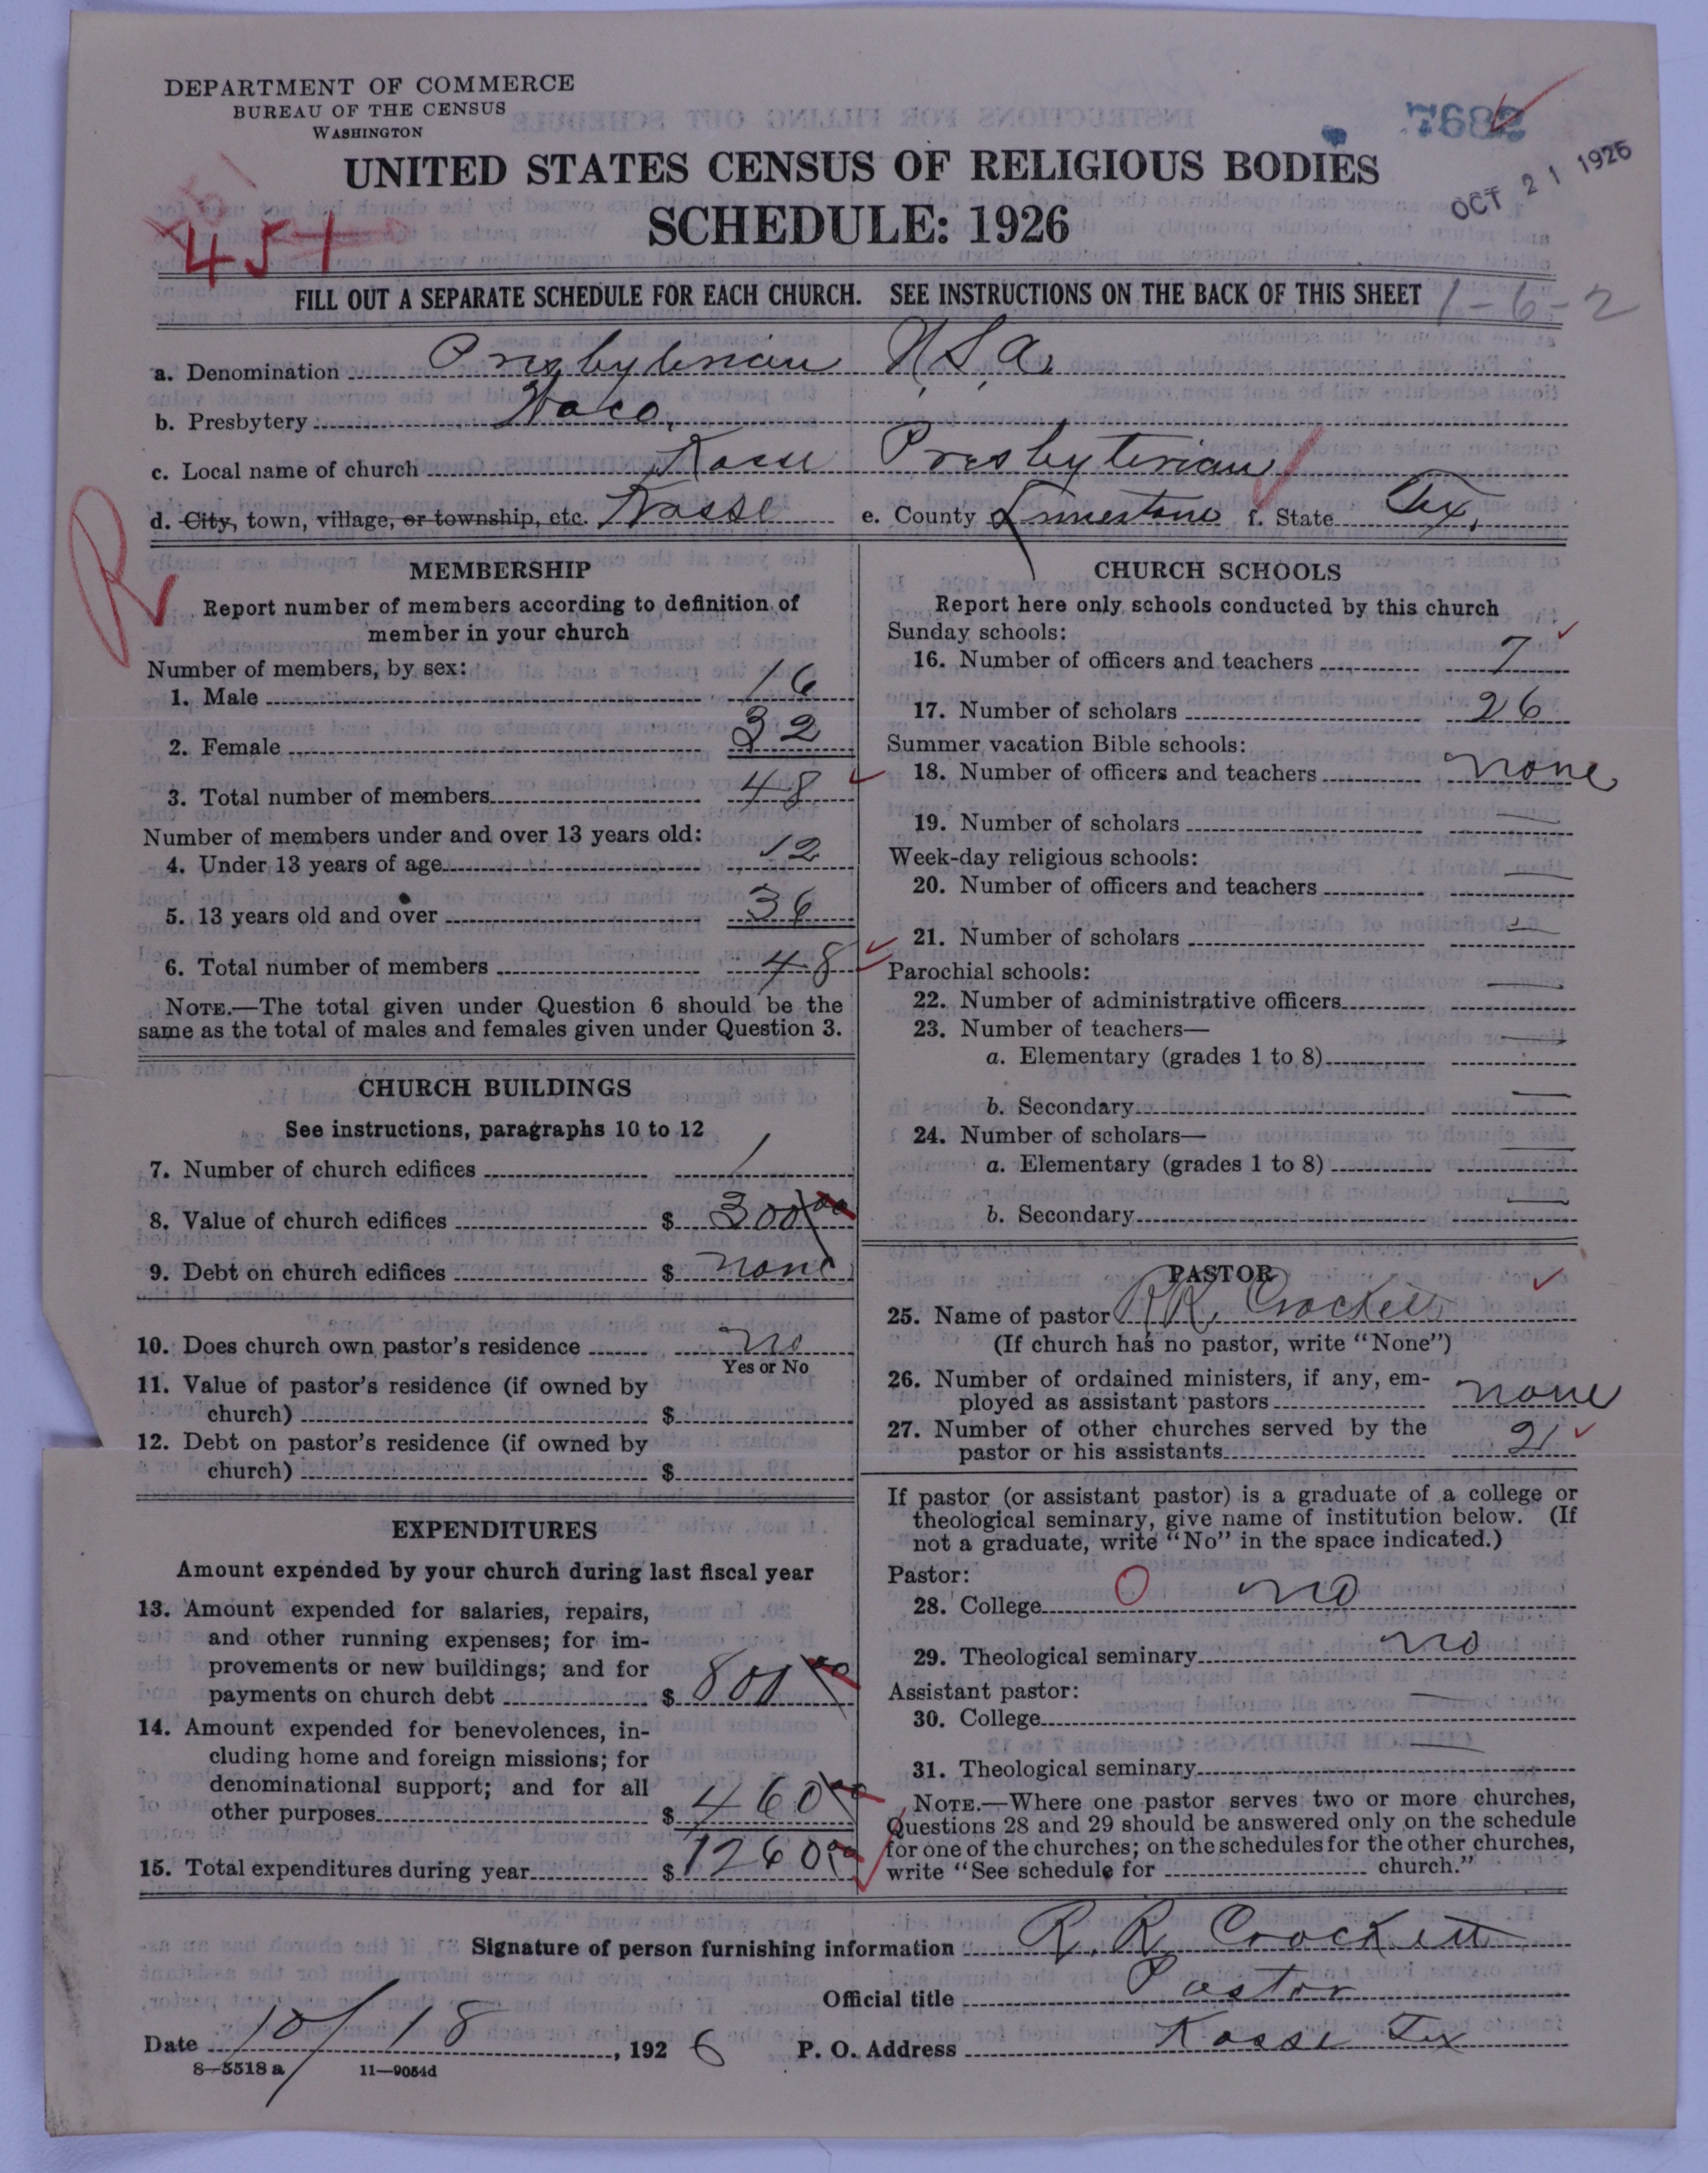 DEPARTMENT OF COMMERCE
BUREAU OF THE CENSUS
WASHINGTON
7682
OCT 21 1926
UNITED STATES CENSUS OF RELIGIOUS BODIES
SCHEDULE: 1926
451
FILL OUT A SEPARATE SCHEDULE FOR EACH CHURCH. SEE INSTRUCTIONS ON THE BACK OF THIS SHEET 1-6-2
a. Denomination Presbyterian U.S.A.
b. Presbytery Waco,
c. Local name of church Kosse Presbyterian
d. City, town, village, or township, etc. Kosse e. County Limestone f. State Tex.
R
MEMBERSHIP
Report number of members according to definition of
member in your church
Number of members, by sex:
1. Male 16
2. Female 32
3. Total number of members 48
Number of members under and over 13 years old:
4. Under 13 years of age 12
5. 13 years old and over 36
6. Total number of members 48
NOTE.—The total given under Question 6 should be the
same as the total of males and females given under Question 3.
CHURCH BUILDINGS
See instructions, paragraphs 10 to 12
7. Number of church edifices 1
8. Value of church edifices $ 300 00
9. Debt on church edifices $ none
10. Does church own pastor's residence no
Yes or No
11. Value of pastor's residence (if owned by
church) $
12. Debt on pastor's residence (if owned by
church) $
EXPENDITURES
Amount expended by your church during last fiscal year
13. Amount expended for salaries, repairs,
and other running expenses; for im-
provements or new buildings; and for
payments on church debt $ 800 00
14. Amount expended for benevolences, in-
cluding home and foreign missions; for
denominational support; and for all
other purposes $ 460 00
15. Total expenditures during year $ 1260 00
CHURCH SCHOOLS
Report here only schools conducted by this church
Sunday schools:
16. Number of officers and teachers 7
17. Number of scholars 26
Summer vacation Bible schools:
18. Number of officers and teachers none
19. Number of scholars —
Week-day religious schools:
20. Number of officers and teachers —
21. Number of scholars —
Parochial schools:
22. Number of administrative officers —
23. Number of teachers—
a. Elementary (grades 1 to 8) —
b. Secondary —
24. Number of scholars—
a. Elementary (grades 1 to 8) —
b. Secondary —
PASTOR
25. Name of pastor R.R. Crockett
(If church has no pastor, write "None")
26. Number of ordained ministers, if any, em-
ployed as assistant pastors none
27. Number of other churches served by the
pastor or his assistants
If pastor (or assistant pastor) is a graduate of a college or
theological seminary, give name of institution below. (If
not a graduate, write "No" in the space indicated.)
Pastor:
28. College O no
29. Theological seminary no
Assistant pastor:
30. College —
31. Theological seminary —
NOTE.—Where one pastor serves two or more churches,
Questions 28 and 29 should be answered only on the schedule
for one of the churches; on the schedules for the other churches,
write "See schedule for church."
Signature of person furnishing information R. R. Crockett
Official title Pastor
Date 10/18, 1926 P. O. Address Kosse Tex
8—5518 a 11—9054d